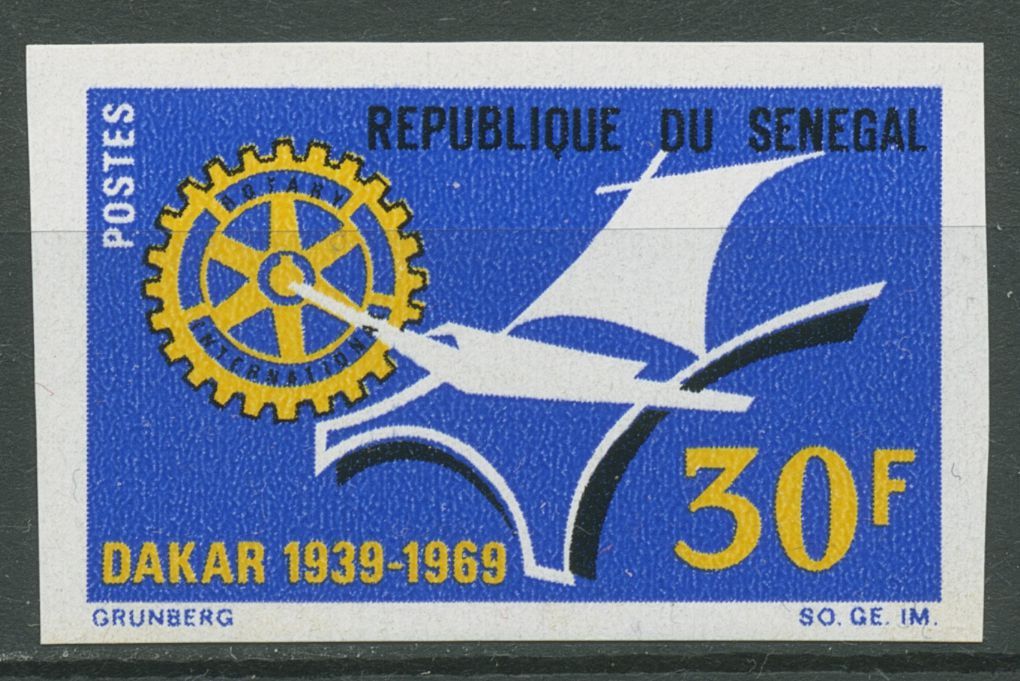 POSTES
REPUBLIQUE DU SENEGAL
ROTARY
INTERNATIONAL
30F
DAKAR 1939-1969
GRUNBERG
SO. GE. IM.